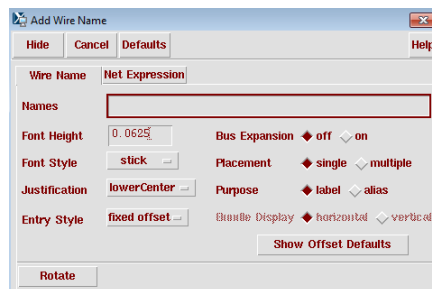 Add Wire Name
Hide Cancel Defaults Help
Wire Name Net Expression
Names
Font Height 0.0625 Bus Expansion off on
Font Style stick Placement single multiple
Justification lowerCenter Purpose label alias
Entry Style fixed offset Bundle Display horizontal vertical
Show Offset Defaults
Rotate